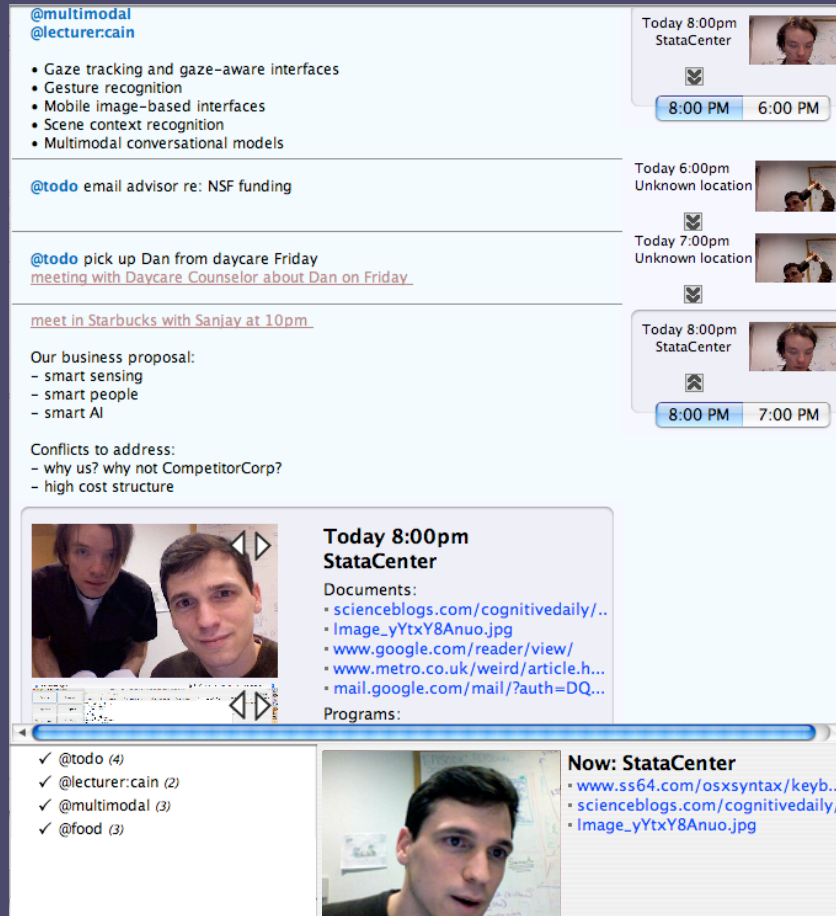 @multimodal
@lecturer:cain
• Gaze tracking and gaze-aware interfaces
• Gesture recognition
• Mobile image-based interfaces
• Scene context recognition
• Multimodal conversational models
Today 8:00pm
StataCenter
8:00 PM 6:00 PM
@todo email advisor re: NSF funding
Today 6:00pm
Unknown location
@todo pick up Dan from daycare Friday
meeting with Daycare Counselor about Dan on Friday
Today 7:00pm
Unknown location
meet in Starbucks with Sanjay at 10pm
Our business proposal:
- smart sensing
- smart people
- smart AI
Conflicts to address:
- why us? why not CompetitorCorp?
- high cost structure
Today 8:00pm
StataCenter
8:00 PM 7:00 PM
Today 8:00pm
StataCenter
Documents:
▪ scienceblogs.com/cognitivedaily/..
▪ Image_yYtxY8Anuo.jpg
▪ www.google.com/reader/view/
▪ www.metro.co.uk/weird/article.h...
▪ mail.google.com/mail/?auth=DQ...
Programs:
✓ @todo (4)
✓ @lecturer:cain (2)
✓ @multimodal (3)
✓ @food (3)
Now: StataCenter
▪ www.ss64.com/osxsyntax/keyb..
▪ scienceblogs.com/cognitivedaily/
▪ Image_yYtxY8Anuo.jpg